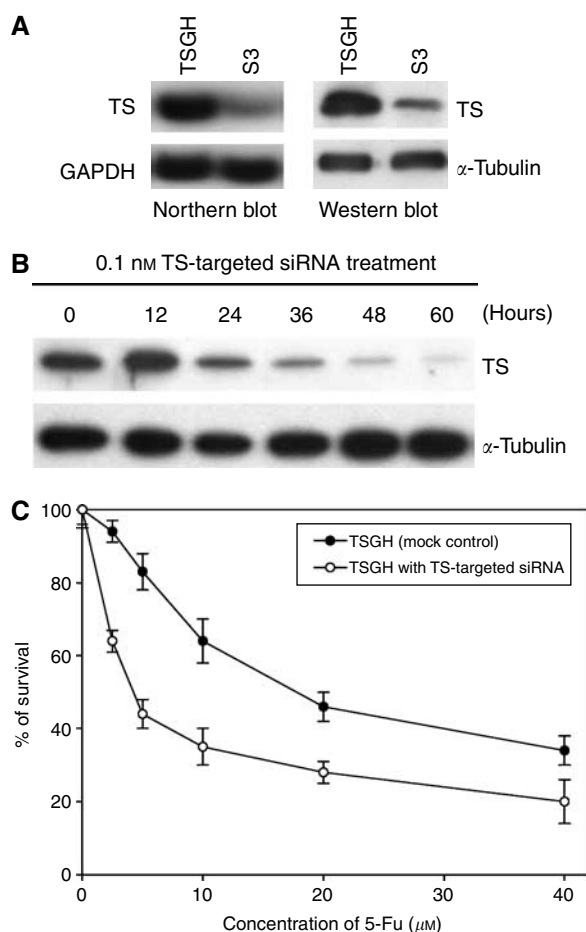 A
TSGH S3 TSGH S3
TS TS
GAPDH α-Tubulin
Northern blot Western blot
B
0.1 nM TS-targeted siRNA treatment
0 12 24 36 48 60 (Hours)
TS
α-Tubulin
C
TSGH (mock control)
TSGH with TS-targeted siRNA
% of survival
100
80
60
40
20
0
0 10 20 30 40
Concentration of 5-Fu (μM)